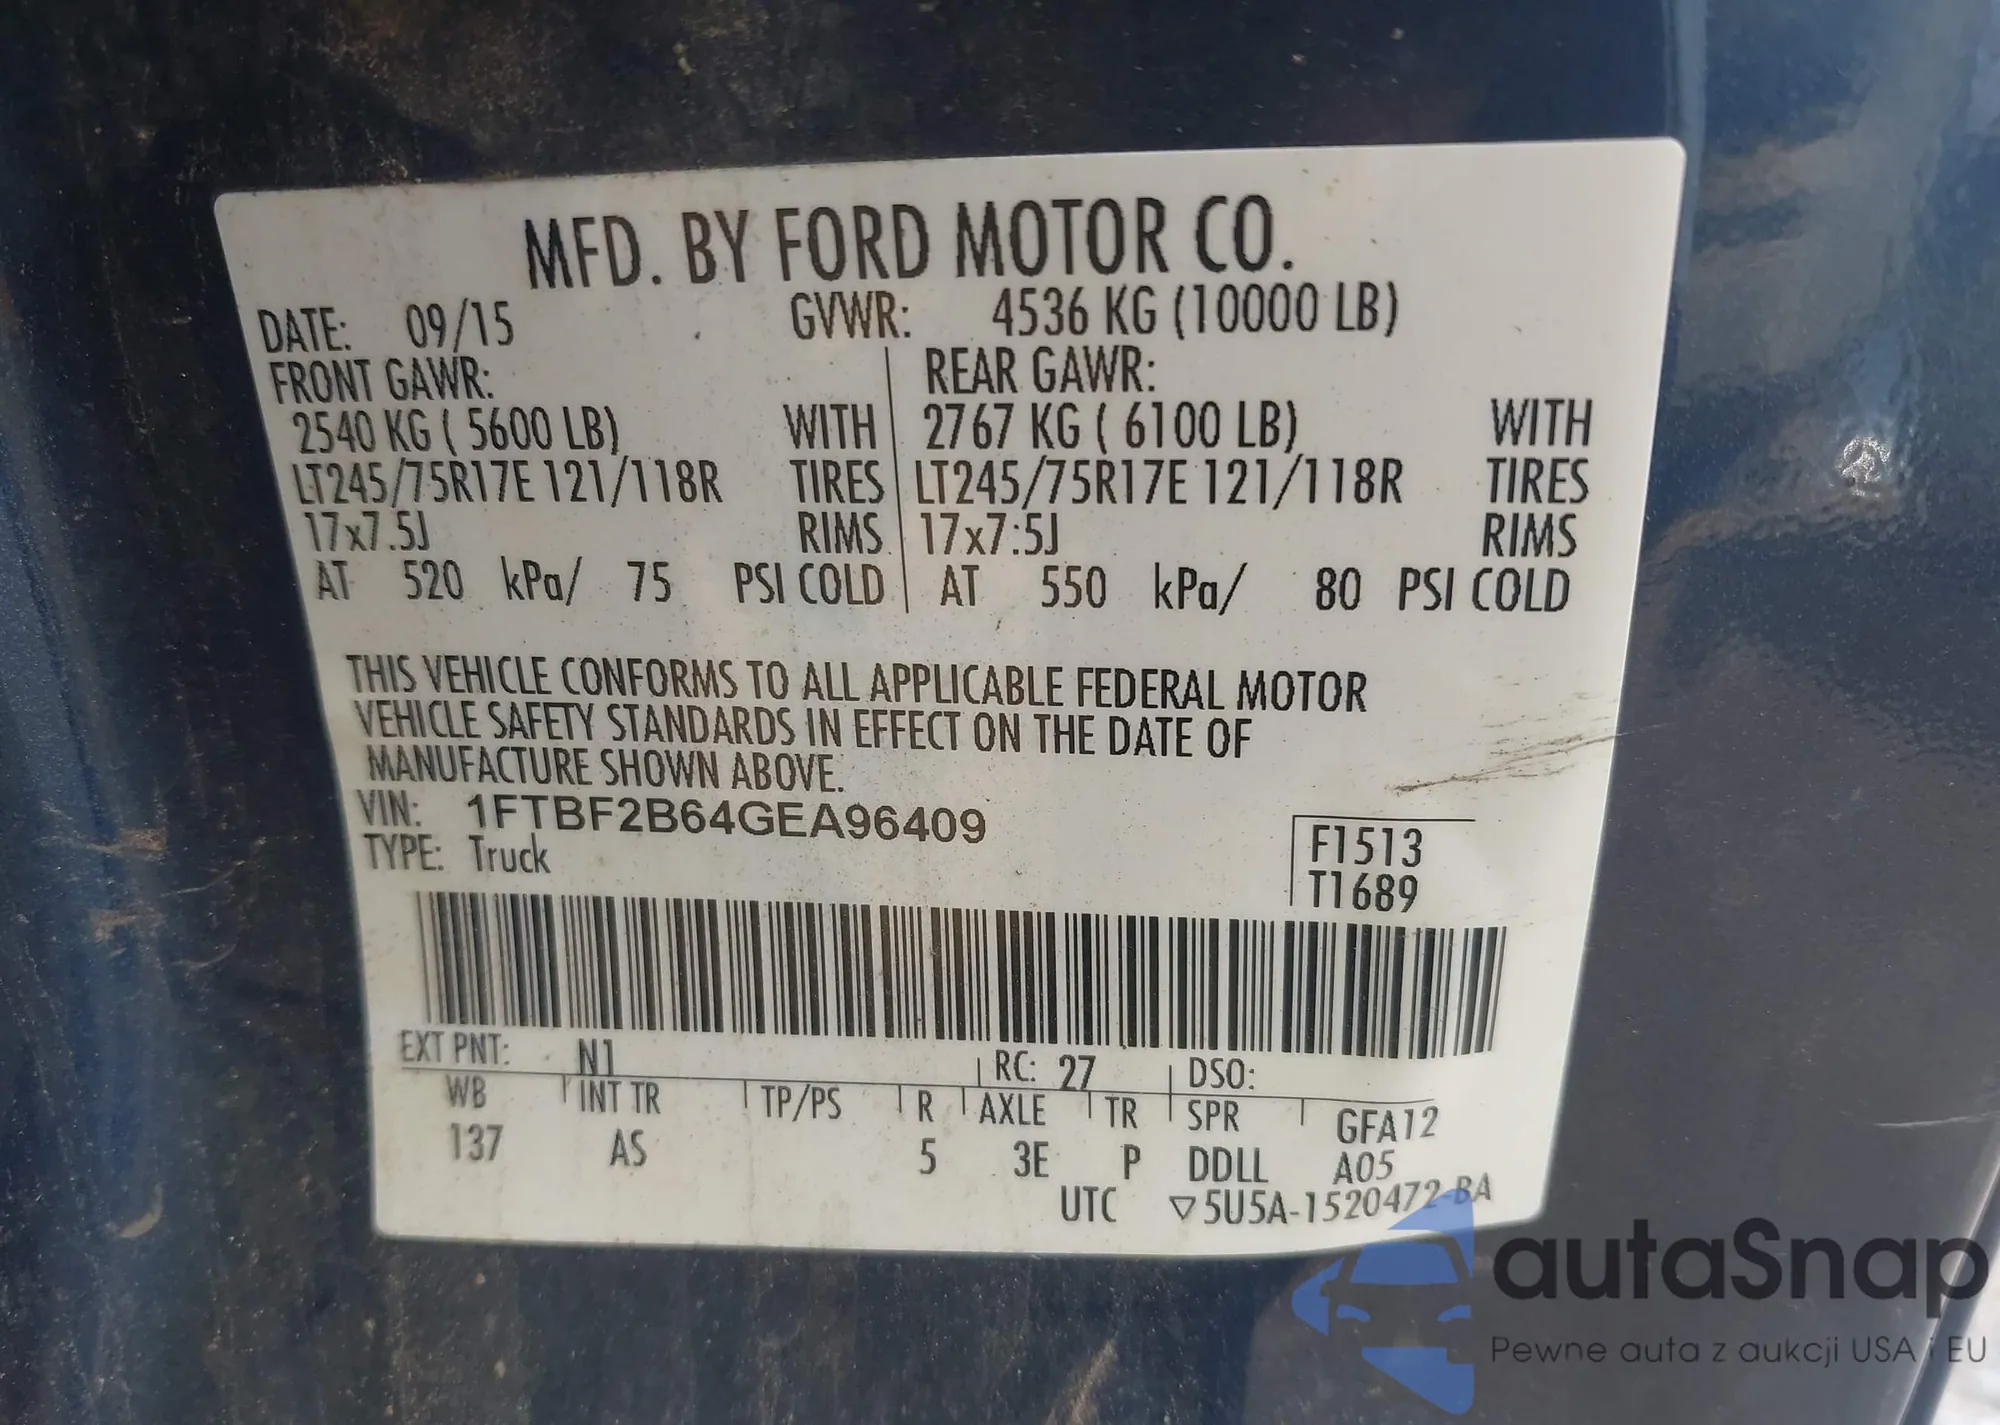 MFD. BY FORD MOTOR CO.
DATE: 09/15 GVWR: 4536 KG (10000 LB)
FRONT GAWR: REAR GAWR:
2540 KG ( 5600 LB) WITH 2767 KG ( 6100 LB) WITH
LT245/75R17E 121/118R TIRES LT245/75R17E 121/118R TIRES
17x7.5J RIMS 17x7.5J RIMS
AT 520 kPa/ 75 PSI COLD AT 550 kPa/ 80 PSI COLD
THIS VEHICLE CONFORMS TO ALL APPLICABLE FEDERAL MOTOR
VEHICLE SAFETY STANDARDS IN EFFECT ON THE DATE OF
MANUFACTURE SHOWN ABOVE.
VIN: 1FTBF2B64GEA96409
TYPE: Truck
F1513
T1689
EXT PNT: N1 RC: 27 DSO:
WB INT TR TP/PS R AXLE TR SPR GFA12
137 AS 5 3E P DDLL A05
UTC ▽5U5A-1520472-BA
autaSnap
Pewne auta z aukcji USA i EU